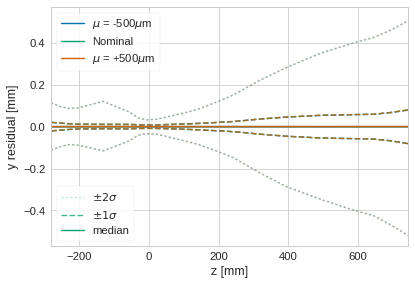 μ = -500μm
Nominal
μ = +500μm
0.4
0.2
0.0
−0.2
−0.4
y residual [mm]
±2σ
±1σ
median
−200
0
200
400
600
z [mm]